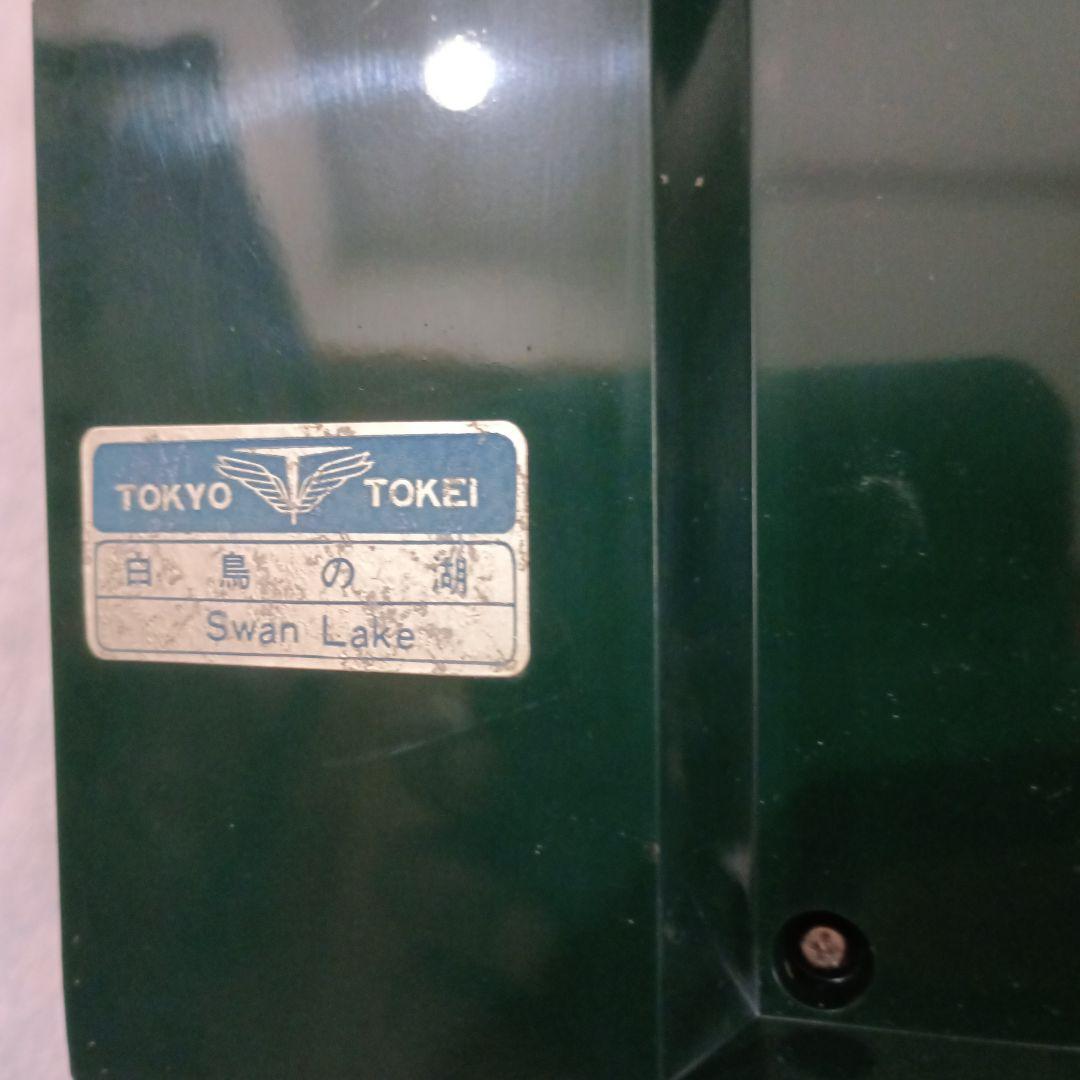 TOKYO TOKEI
白鳥の湖
Swan Lake